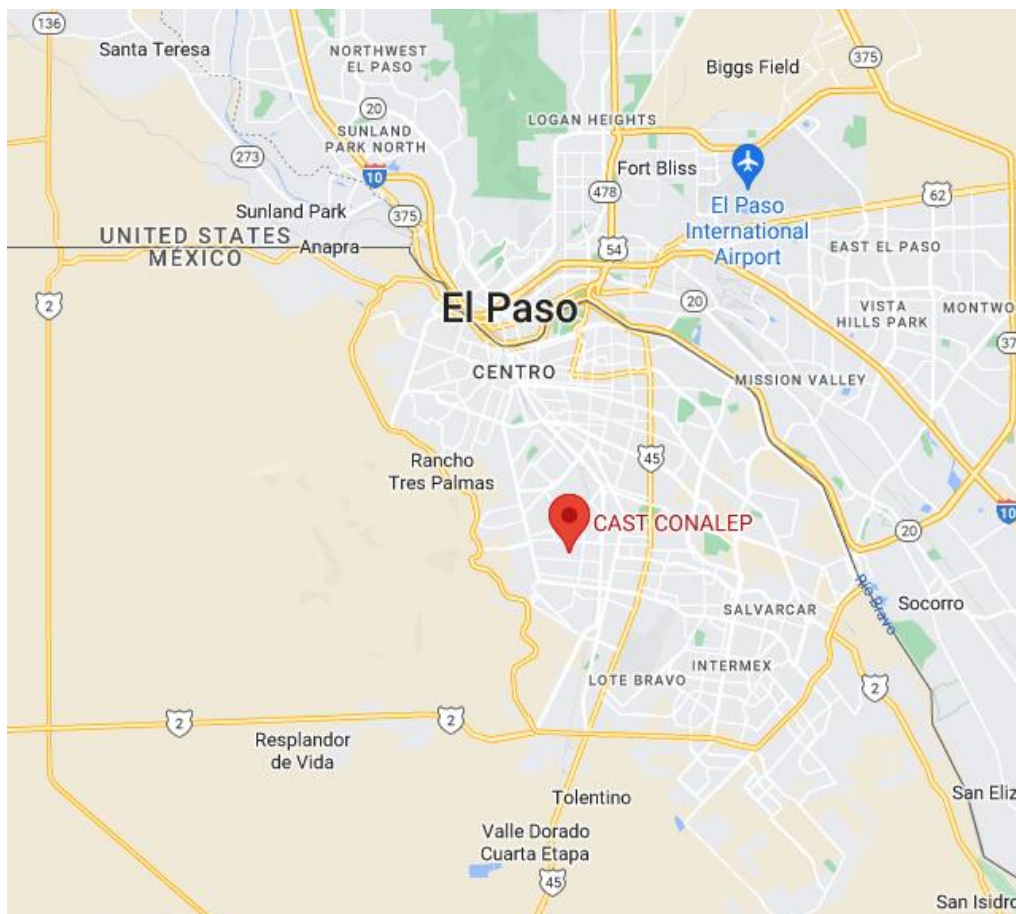 136
Santa Teresa
NORTHWEST
EL PASO
375
Biggs Field
20
LOGAN HEIGHTS
SUNLAND
PARK NORTH
273
10
Fort Bliss
478
62
El Paso
International
Airport
Sunland Park
375
UNITED STATES
MÉXICO
Anapra
54
EAST EL PASO
2
El Paso
20
VISTA
HILLS PARK
MONTWO
37
CENTRO
MISSION VALLEY
Rancho
Tres Palmas
45
CAST CONALEP
10
20
Río Bravo
Socorro
SALVARCAR
INTERMEX
LOTE BRAVO
2
2
2
Resplandor
de Vida
Tolentino
San Eliz
Valle Dorado
Cuarta Etapa
45
San Isidro